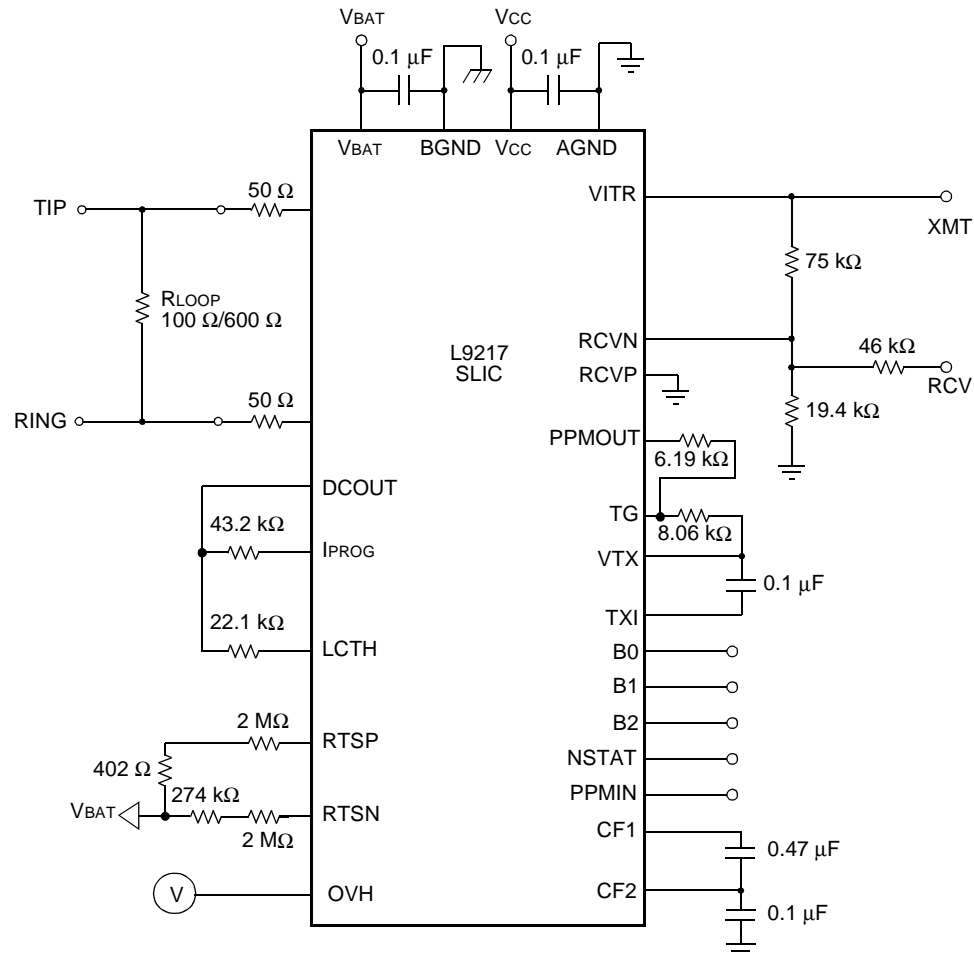 VBAT
VCC
0.1 µF
0.1 µF
VBAT
BGND
VCC
AGND
TIP
50 Ω
VITR
XMT
75 kΩ
RLOOP
100 Ω/600 Ω
L9217
SLIC
RCVN
46 kΩ
RCV
RCVP
RING
50 Ω
19.4 kΩ
PPMOUT
6.19 kΩ
DCOUT
TG
8.06 kΩ
43.2 kΩ
IPROG
VTX
0.1 µF
TXI
22.1 kΩ
LCTH
B0
B1
B2
2 MΩ
RTSP
NSTAT
402 Ω
274 kΩ
PPMIN
VBAT
RTSN
2 MΩ
CF1
0.47 µF
V
OVH
CF2
0.1 µF